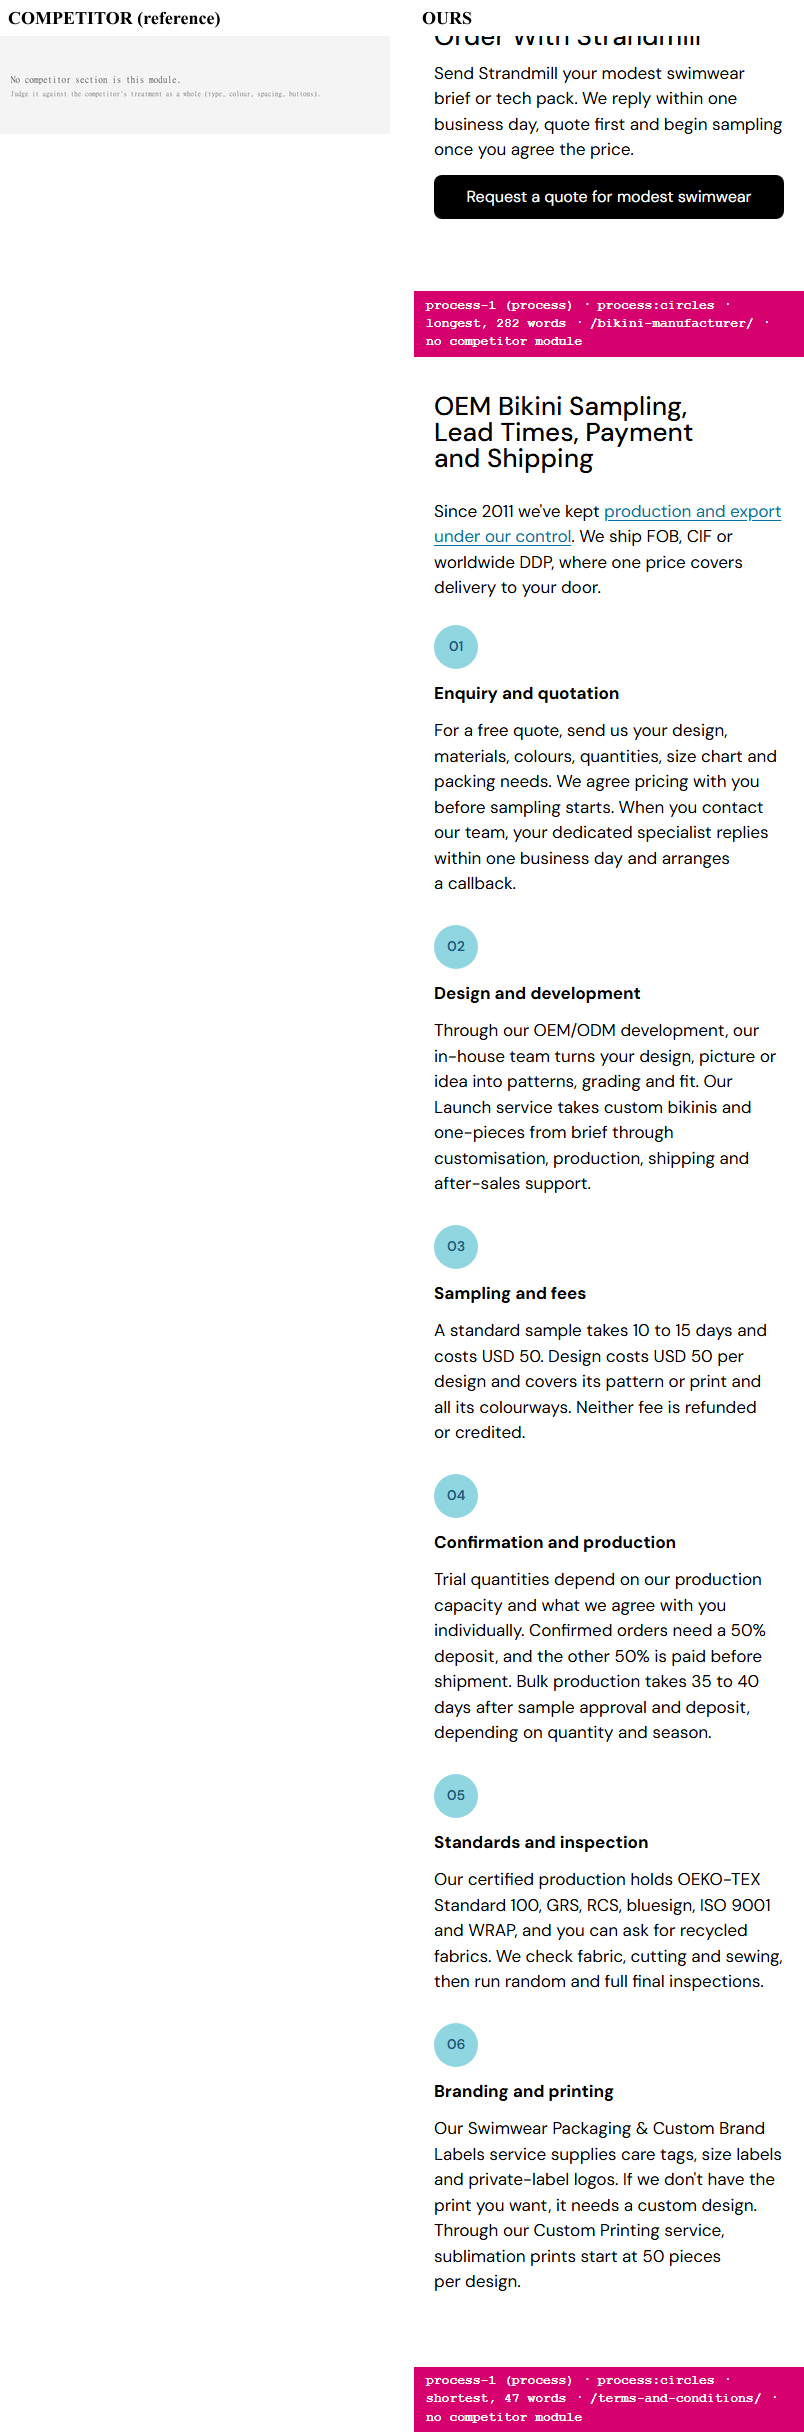 COMPETITOR (reference)
No competitor section is this module.
Judge it against the competitor's treatment as a whole (type, colour, spacing, buttons).
OURS
Order With Strandmill
Send Strandmill your modest swimwear
brief or tech pack. We reply within one
business day, quote first and begin sampling
once you agree the price.
Request a quote for modest swimwear
process-1 (process) · process:circles ·
longest, 282 words · /bikini-manufacturer/ ·
no competitor module
OEM Bikini Sampling,
Lead Times, Payment
and Shipping
Since 2011 we've kept production and export
under our control. We ship FOB, CIF or
worldwide DDP, where one price covers
delivery to your door.
01
Enquiry and quotation
For a free quote, send us your design,
materials, colours, quantities, size chart and
packing needs. We agree pricing with you
before sampling starts. When you contact
our team, your dedicated specialist replies
within one business day and arranges
a callback.
02
Design and development
Through our OEM/ODM development, our
in-house team turns your design, picture or
idea into patterns, grading and fit. Our
Launch service takes custom bikinis and
one-pieces from brief through
customisation, production, shipping and
after-sales support.
03
Sampling and fees
A standard sample takes 10 to 15 days and
costs USD 50. Design costs USD 50 per
design and covers its pattern or print and
all its colourways. Neither fee is refunded
or credited.
04
Confirmation and production
Trial quantities depend on our production
capacity and what we agree with you
individually. Confirmed orders need a 50%
deposit, and the other 50% is paid before
shipment. Bulk production takes 35 to 40
days after sample approval and deposit,
depending on quantity and season.
05
Standards and inspection
Our certified production holds OEKO-TEX
Standard 100, GRS, RCS, bluesign, ISO 9001
and WRAP, and you can ask for recycled
fabrics. We check fabric, cutting and sewing,
then run random and full final inspections.
06
Branding and printing
Our Swimwear Packaging & Custom Brand
Labels service supplies care tags, size labels
and private-label logos. If we don't have the
print you want, it needs a custom design.
Through our Custom Printing service,
sublimation prints start at 50 pieces
per design.
process-1 (process) · process:circles ·
shortest, 47 words · /terms-and-conditions/ ·
no competitor module